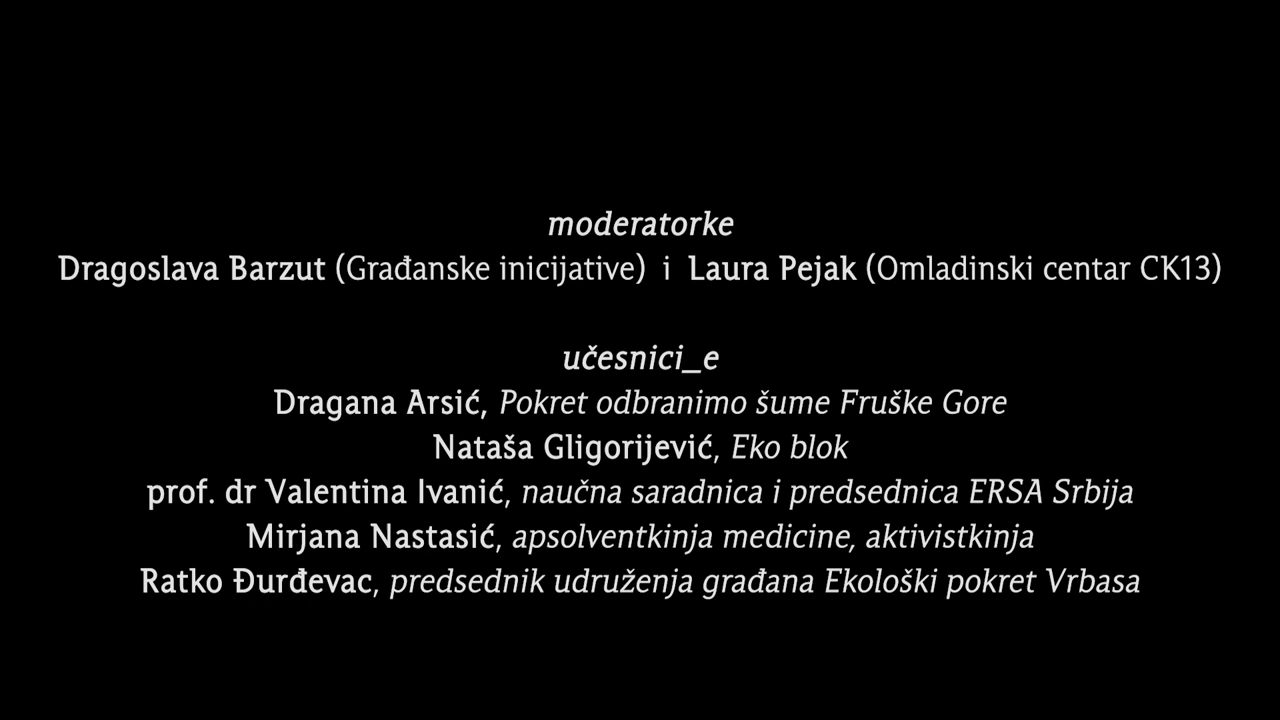 moderatorke
Dragoslava Barzut (Građanske inicijative) i Laura Pejak (Omladinski centar CK13)
učesnici_e
Dragana Arsić, Pokret odbranimo šume Fruške Gore
Nataša Gligorijević, Eko blok
prof. dr Valentina Ivanić, naučna saradnica i predsednica ERSA Srbija
Mirjana Nastasić, apsolventkinja medicine, aktivistkinja
Ratko Đurđevac, predsednik udruženja građana Ekološki pokret Vrbasa